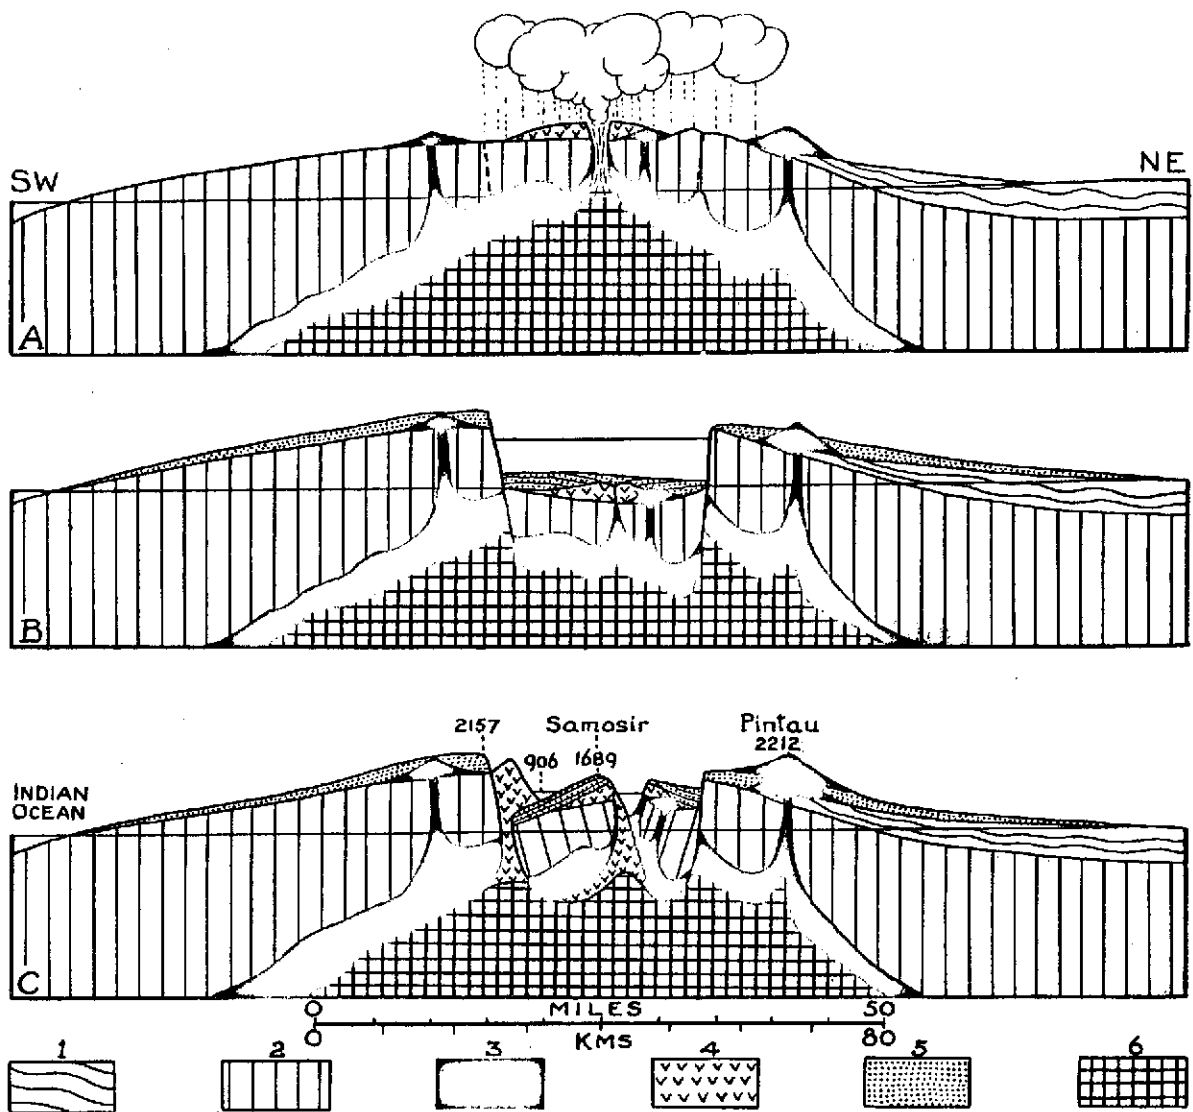 SW
NE
A
B
2157
Samosir
Pintau
2212
906
1689
INDIAN
OCEAN
C
0
MILES
50
0
KMS
80
1
2
3
4
5
6